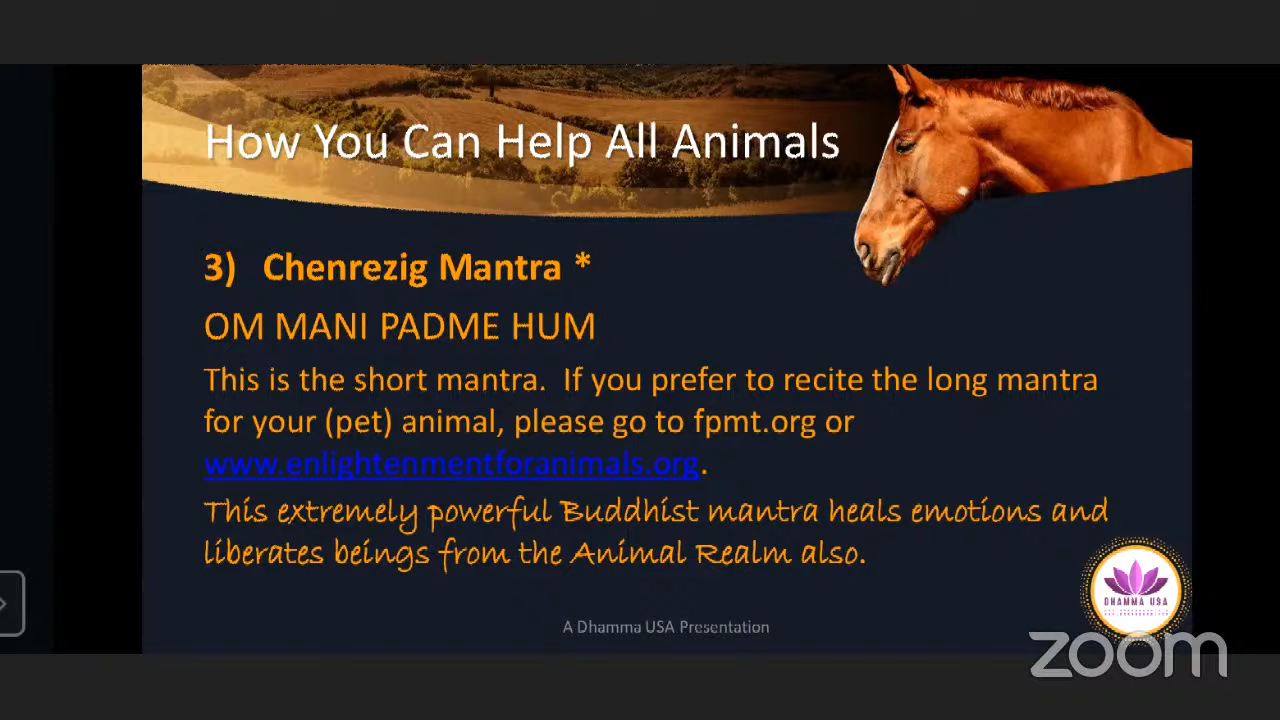 How You Can Help All Animals
3) Chenrezig Mantra *
OM MANI PADME HUM
This is the short mantra. If you prefer to recite the long mantra
for your (pet) animal, please go to fpmt.org or
www.enlightenmentforanimals.org.
This extremely powerful Buddhist mantra heals emotions and
liberates beings from the Animal Realm also.
DHAMMA USA
A Dhamma USA Presentation
zoom